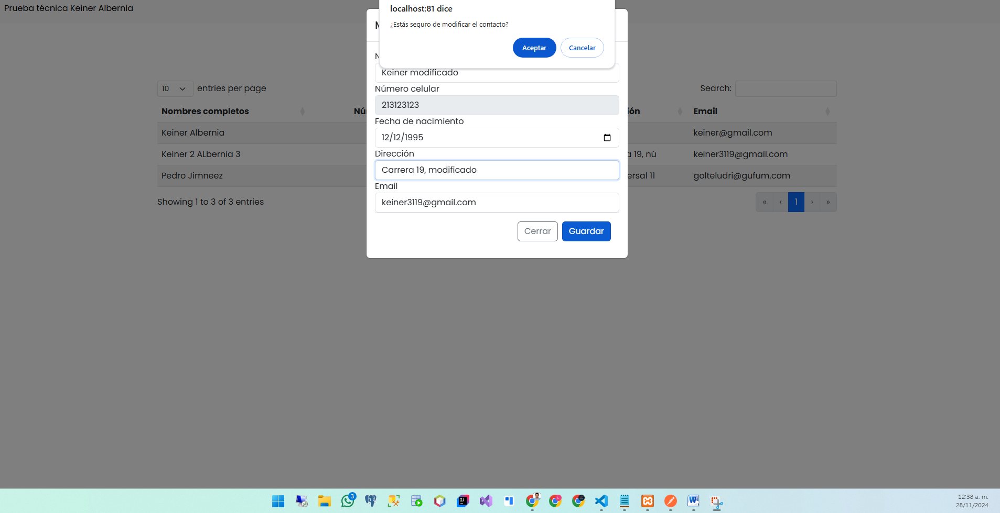 Prueba técnica Keiner Albernia
localhost:81 dice
¿Estás seguro de modificar el contacto?
Aceptar
Cancelar
Keiner modificado
Número celular
213123123
Fecha de nacimiento
12/12/1995
Dirección
Carrera 19, modificado
Email
keiner3119@gmail.com
Cerrar
Guardar
10 entries per page
Search:
Nombres completos
Email
Keiner Albernia
keiner@gmail.com
Keiner 2 ALbernia 3
19, nú
keiner3119@gmail.com
Pedro Jimneez
11
golteludri@gufum.com
Showing 1 to 3 of 3 entries
« ‹ 1 › »
3
12:38 a. m.
28/11/2024